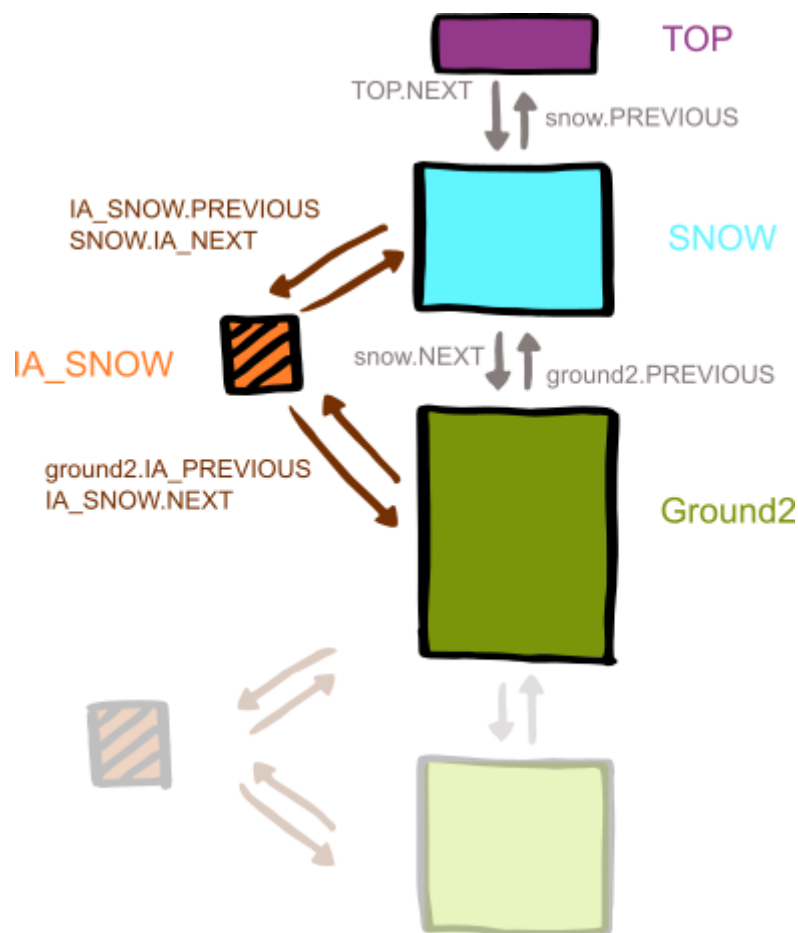 TOP
TOP.NEXT
snow.PREVIOUS
IA_SNOW.PREVIOUS
SNOW.IA_NEXT
SNOW
IA_SNOW
snow.NEXT
ground2.PREVIOUS
ground2.IA_PREVIOUS
IA_SNOW.NEXT
Ground2